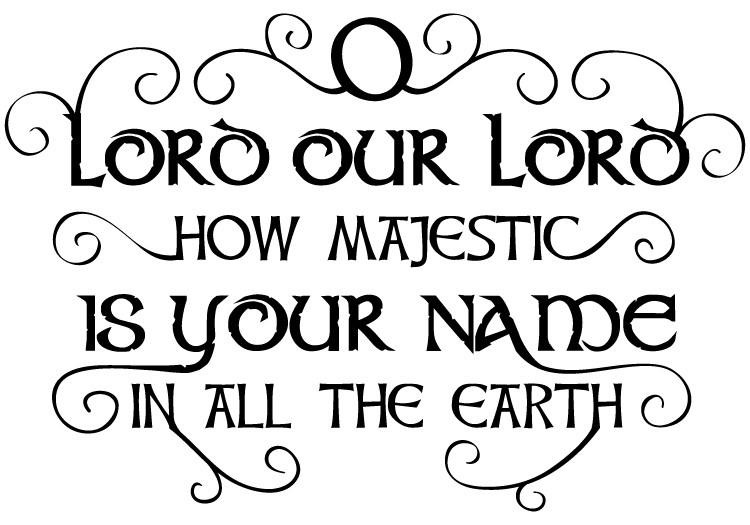 O
LORD OUR LORD
HOW MAJESTIC
IS YOUR NAME
IN ALL THE EARTH